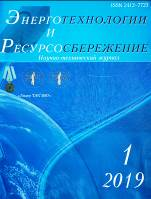 ISSN 2413-7723
ЭНЕРГОТЕХНОЛОГИИ
И
РЕСУРСОСБЕРЕЖЕНИЕ
Научно-технический журнал
1
2019